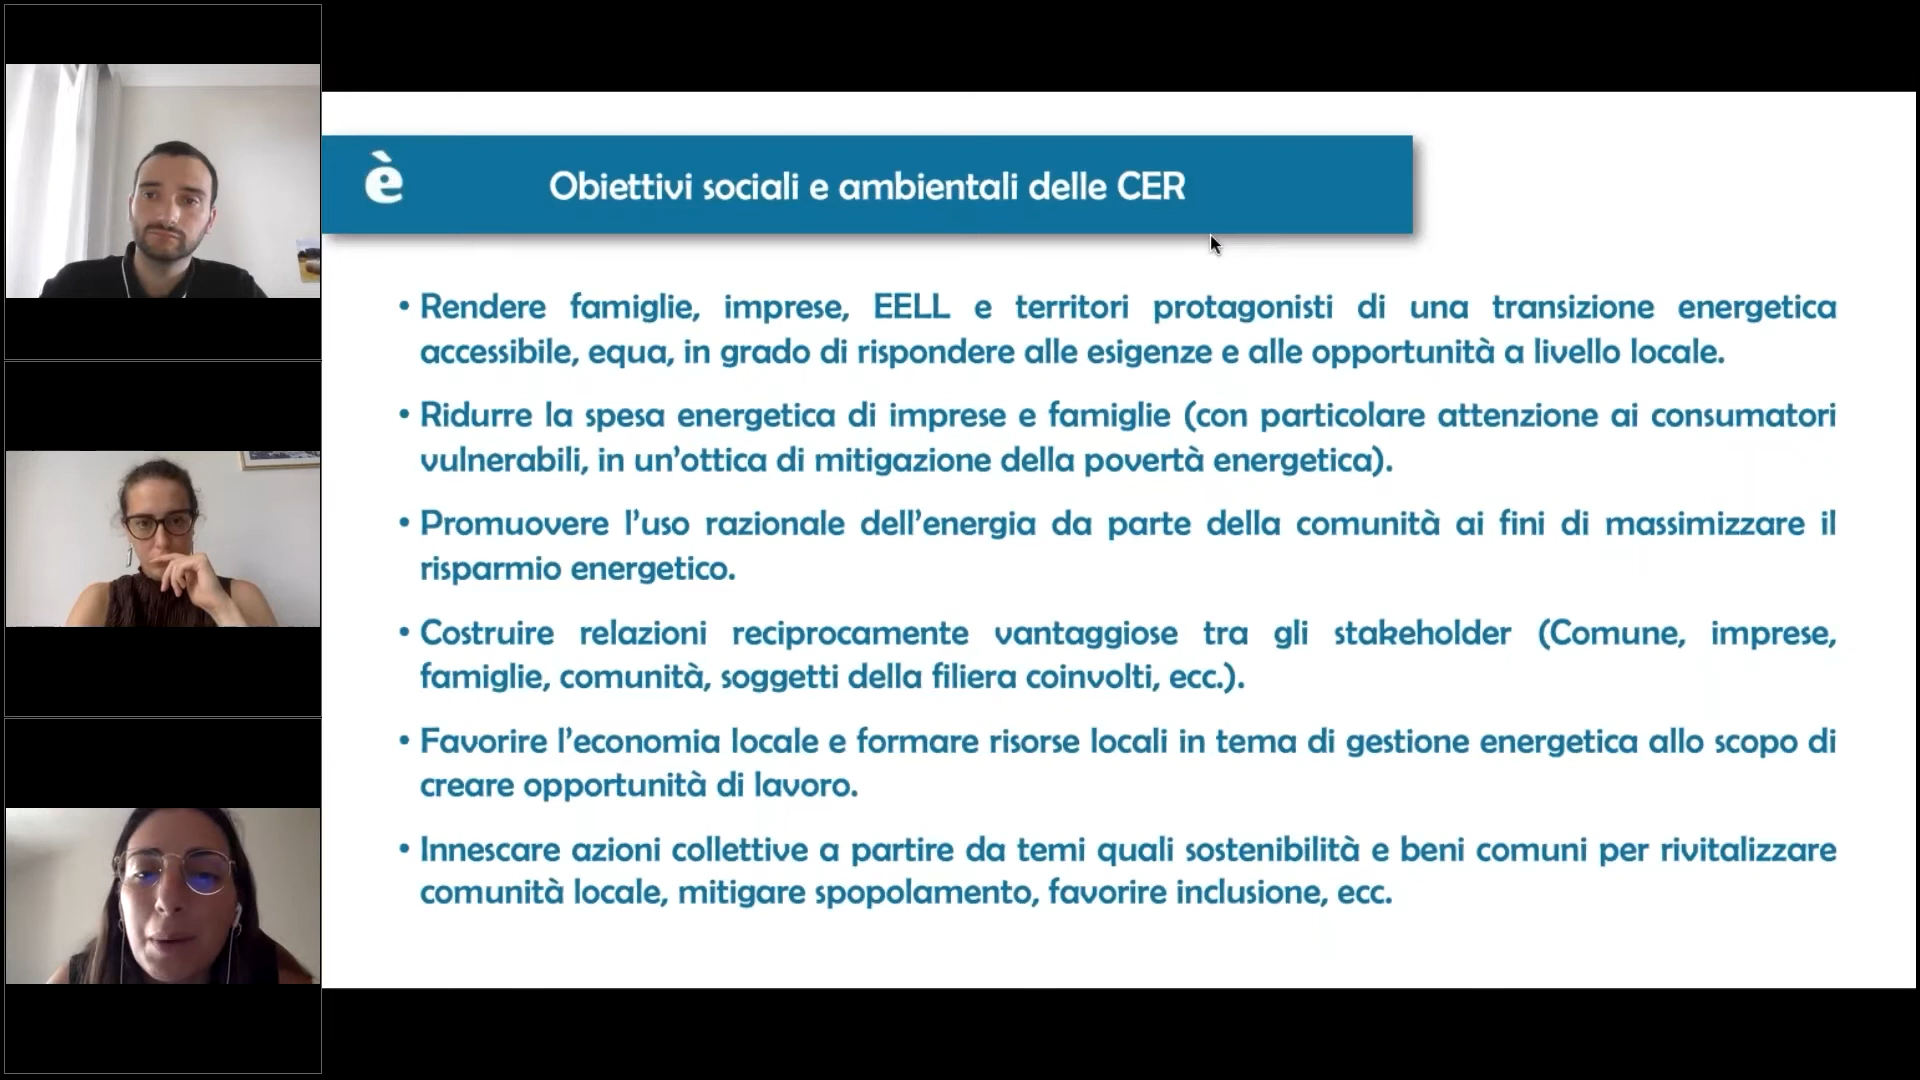 è
Obiettivi sociali e ambientali delle CER
• Rendere famiglie, imprese, EELL e territori protagonisti di una transizione energetica
accessibile, equa, in grado di rispondere alle esigenze e alle opportunità a livello locale.
• Ridurre la spesa energetica di imprese e famiglie (con particolare attenzione ai consumatori
vulnerabili, in un’ottica di mitigazione della povertà energetica).
• Promuovere l’uso razionale dell’energia da parte della comunità ai fini di massimizzare il
risparmio energetico.
• Costruire relazioni reciprocamente vantaggiose tra gli stakeholder (Comune, imprese,
famiglie, comunità, soggetti della filiera coinvolti, ecc.).
• Favorire l’economia locale e formare risorse locali in tema di gestione energetica allo scopo di
creare opportunità di lavoro.
• Innescare azioni collettive a partire da temi quali sostenibilità e beni comuni per rivitalizzare
comunità locale, mitigare spopolamento, favorire inclusione, ecc.